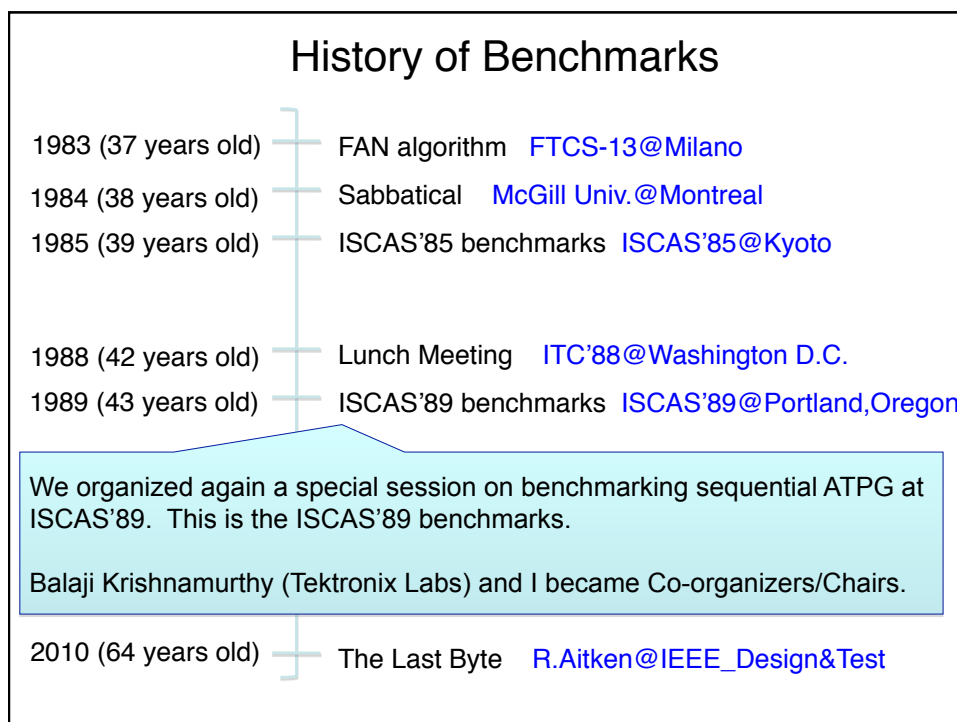 History of Benchmarks
1983 (37 years old) FAN algorithm FTCS-13@Milano
1984 (38 years old) Sabbatical McGill Univ.@Montreal
1985 (39 years old) ISCAS'85 benchmarks ISCAS'85@Kyoto
1988 (42 years old) Lunch Meeting ITC'88@Washington D.C.
1989 (43 years old) ISCAS'89 benchmarks ISCAS'89@Portland,Oregon
We organized again a special session on benchmarking sequential ATPG at
ISCAS'89. This is the ISCAS'89 benchmarks.
Balaji Krishnamurthy (Tektronix Labs) and I became Co-organizers/Chairs.
2010 (64 years old) The Last Byte R.Aitken@IEEE_Design&Test